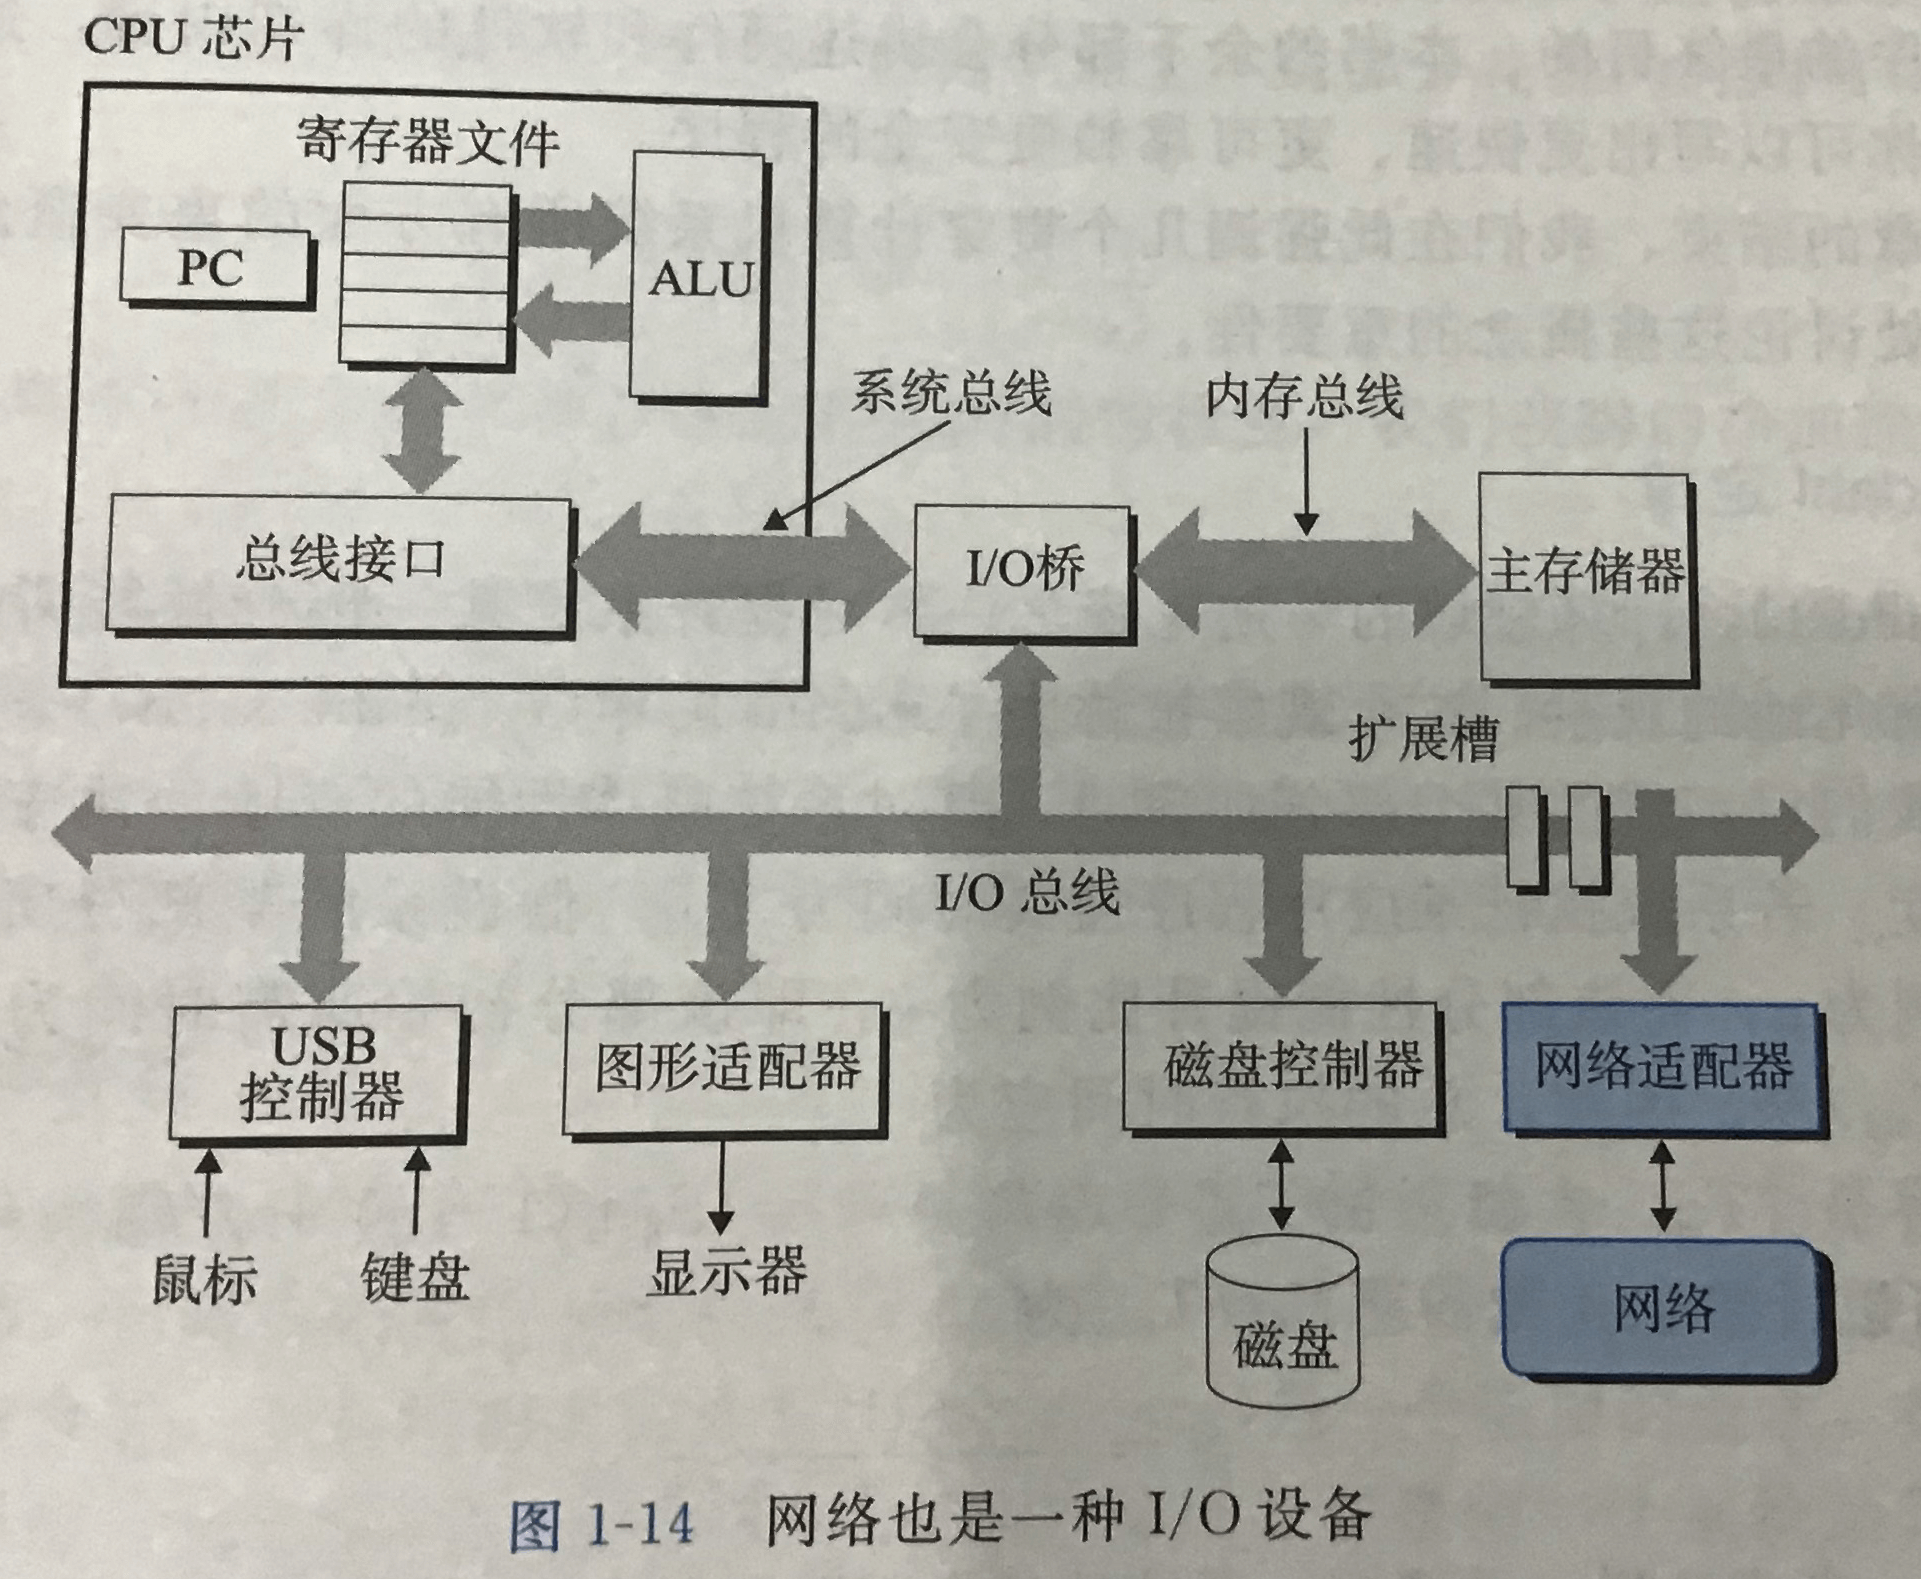 CPU 芯片
寄存器文件
PC
ALU
系统总线
内存总线
总线接口
I/O桥
主存储器
扩展槽
I/O 总线
USB
控制器
图形适配器
磁盘控制器
网络适配器
鼠标
键盘
显示器
磁盘
网络
图 1-14 网络也是一种 I/O 设备